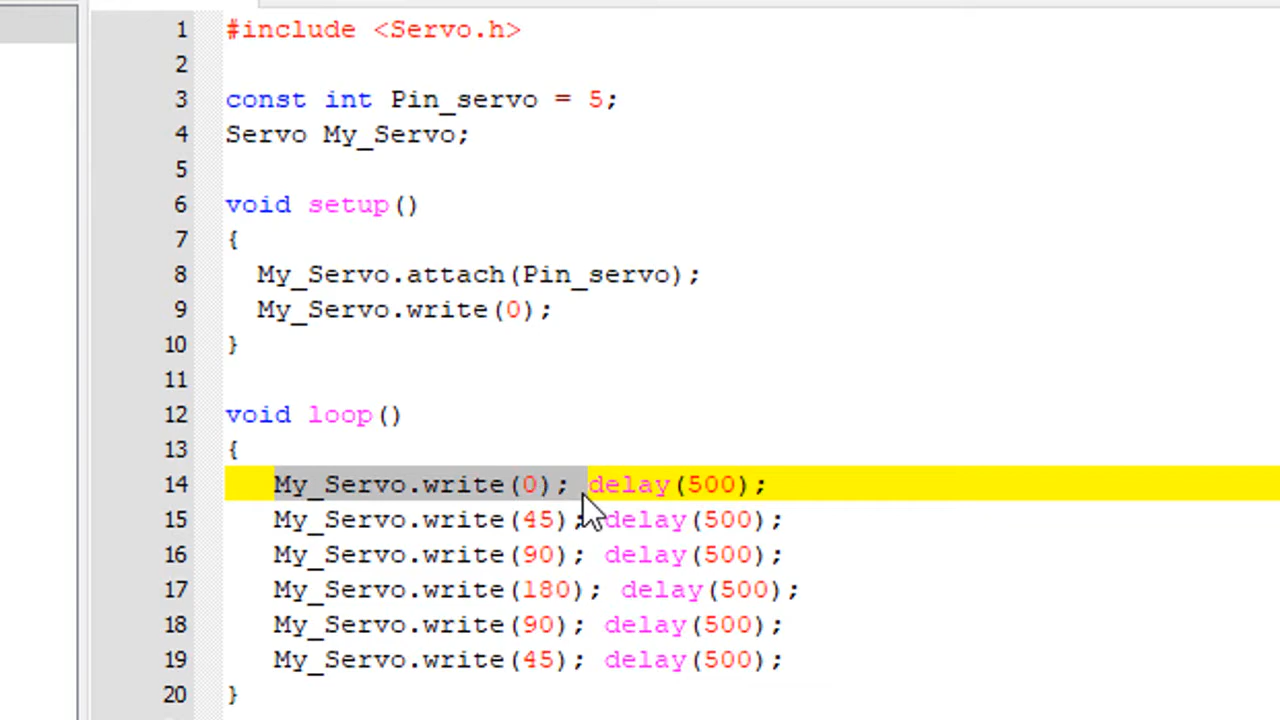 1 #include <Servo.h>
2
3 const int Pin_servo = 5;
4 Servo My_Servo;
5
6 void setup()
7 {
8   My_Servo.attach(Pin_servo);
9   My_Servo.write(0);
10 }
11
12 void loop()
13 {
14    My_Servo.write(0); delay(500);
15    My_Servo.write(45); delay(500);
16    My_Servo.write(90); delay(500);
17    My_Servo.write(180); delay(500);
18    My_Servo.write(90); delay(500);
19    My_Servo.write(45); delay(500);
20 }